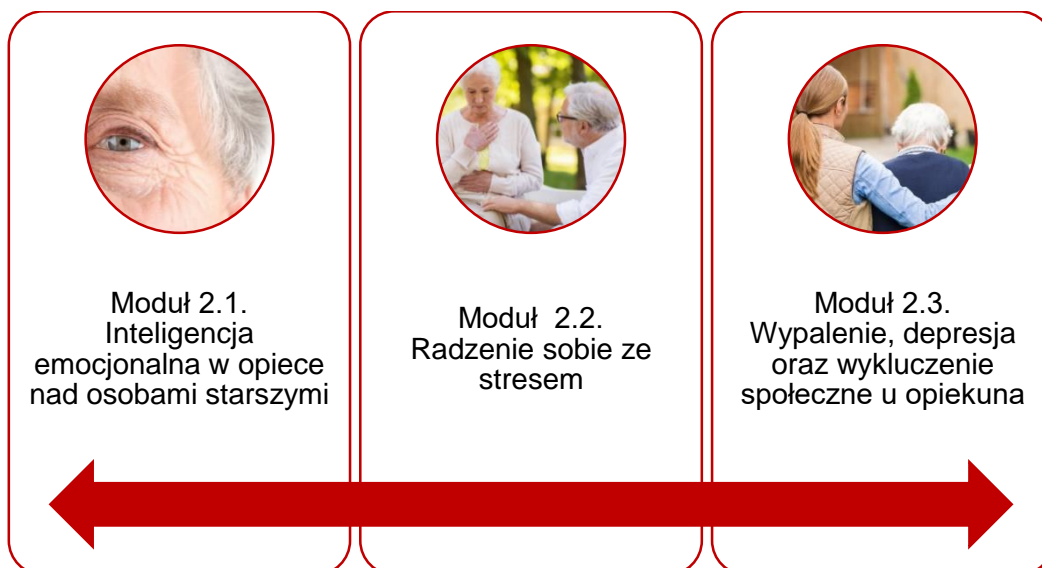 Moduł 2.1.
Inteligencja
emocjonalna w opiece
nad osobami starszymi
Moduł  2.2.
Radzenie sobie ze
stresem
Moduł 2.3.
Wypalenie, depresja
oraz wykluczenie
społeczne u opiekuna